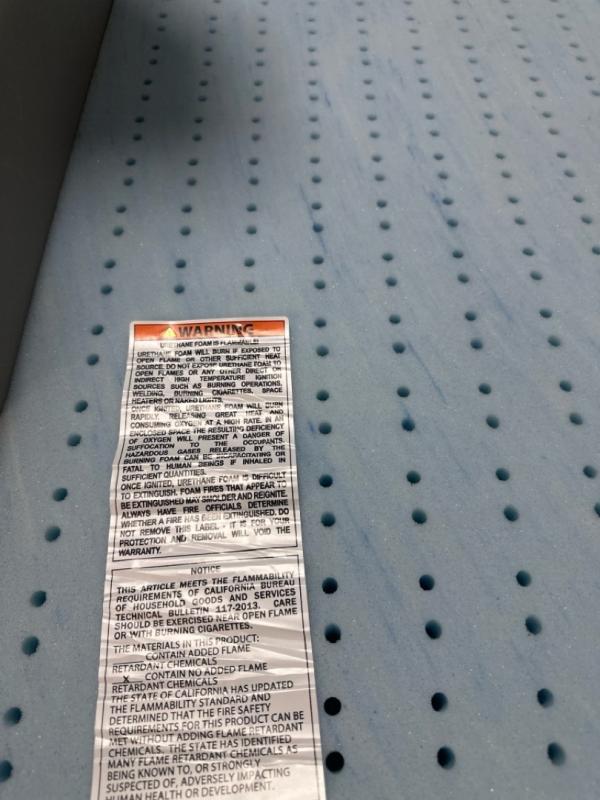 WARNING
URETHANE FOAM IS FLAMMABLE!
URETHANE FOAM WILL BURN IF EXPOSED TO
OPEN FLAME OR OTHER SUFFICIENT HEAT
SOURCE. DO NOT EXPOSE URETHANE FOAM TO
OPEN FLAMES OR ANY OTHER DIRECT OR
INDIRECT HIGH TEMPERATURE IGNITION
SOURCES SUCH AS BURNING OPERATIONS,
WELDING, BURNING CIGARETTES, SPACE
HEATERS OR NAKED LIGHTS.
ONCE IGNITED, URETHANE FOAM WILL BURN
RAPIDLY, RELEASING GREAT HEAT AND
CONSUMING OXYGEN AT A HIGH RATE. IN AN
ENCLOSED SPACE THE RESULTING DEFICIENCY
OF OXYGEN WILL PRESENT A DANGER OF
SUFFOCATION TO THE OCCUPANTS.
HAZARDOUS GASES RELEASED BY THE
BURNING FOAM CAN BE INCAPACITATING OR
FATAL TO HUMAN BEINGS IF INHALED IN
SUFFICIENT QUANTITIES.
ONCE IGNITED, URETHANE FOAM IS DIFFICULT
TO EXTINGUISH. FOAM FIRES THAT APPEAR TO
BE EXTINGUISHED MAY SMOLDER AND REIGNITE.
ALWAYS HAVE FIRE OFFICIALS DETERMINE
WHETHER A FIRE HAS BEEN EXTINGUISHED. DO
NOT REMOVE THIS LABEL - IT IS FOR YOUR
PROTECTION AND REMOVAL WILL VOID THE
WARRANTY.
NOTICE
THIS ARTICLE MEETS THE FLAMMABILITY
REQUIREMENTS OF CALIFORNIA BUREAU
OF HOUSEHOLD GOODS AND SERVICES
TECHNICAL BULLETIN 117-2013. CARE
SHOULD BE EXERCISED NEAR OPEN FLAME
OR WITH BURNING CIGARETTES.
THE MATERIALS IN THIS PRODUCT:
CONTAIN ADDED FLAME
RETARDANT CHEMICALS
X CONTAIN NO ADDED FLAME
RETARDANT CHEMICALS
THE STATE OF CALIFORNIA HAS UPDATED
THE FLAMMABILITY STANDARD AND
DETERMINED THAT THE FIRE SAFETY
REQUIREMENTS FOR THIS PRODUCT CAN BE
MET WITHOUT ADDING FLAME RETARDANT
CHEMICALS. THE STATE HAS IDENTIFIED
MANY FLAME RETARDANT CHEMICALS AS
BEING KNOWN TO, OR STRONGLY
SUSPECTED OF, ADVERSELY IMPACTING
HUMAN HEALTH OR DEVELOPMENT.